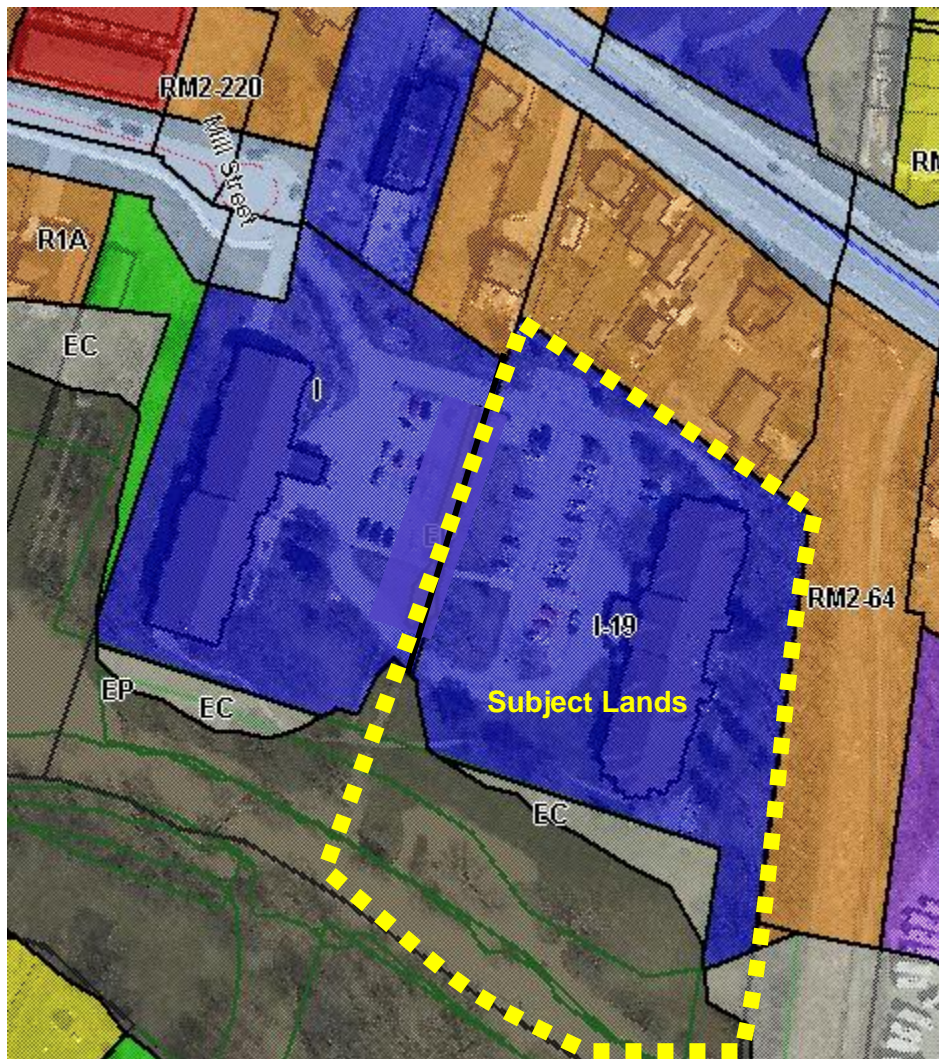 RM2-220
Mill Street
RM
R1A
EC
I
RM2-64
I-19
EP
EC
Subject Lands
EC